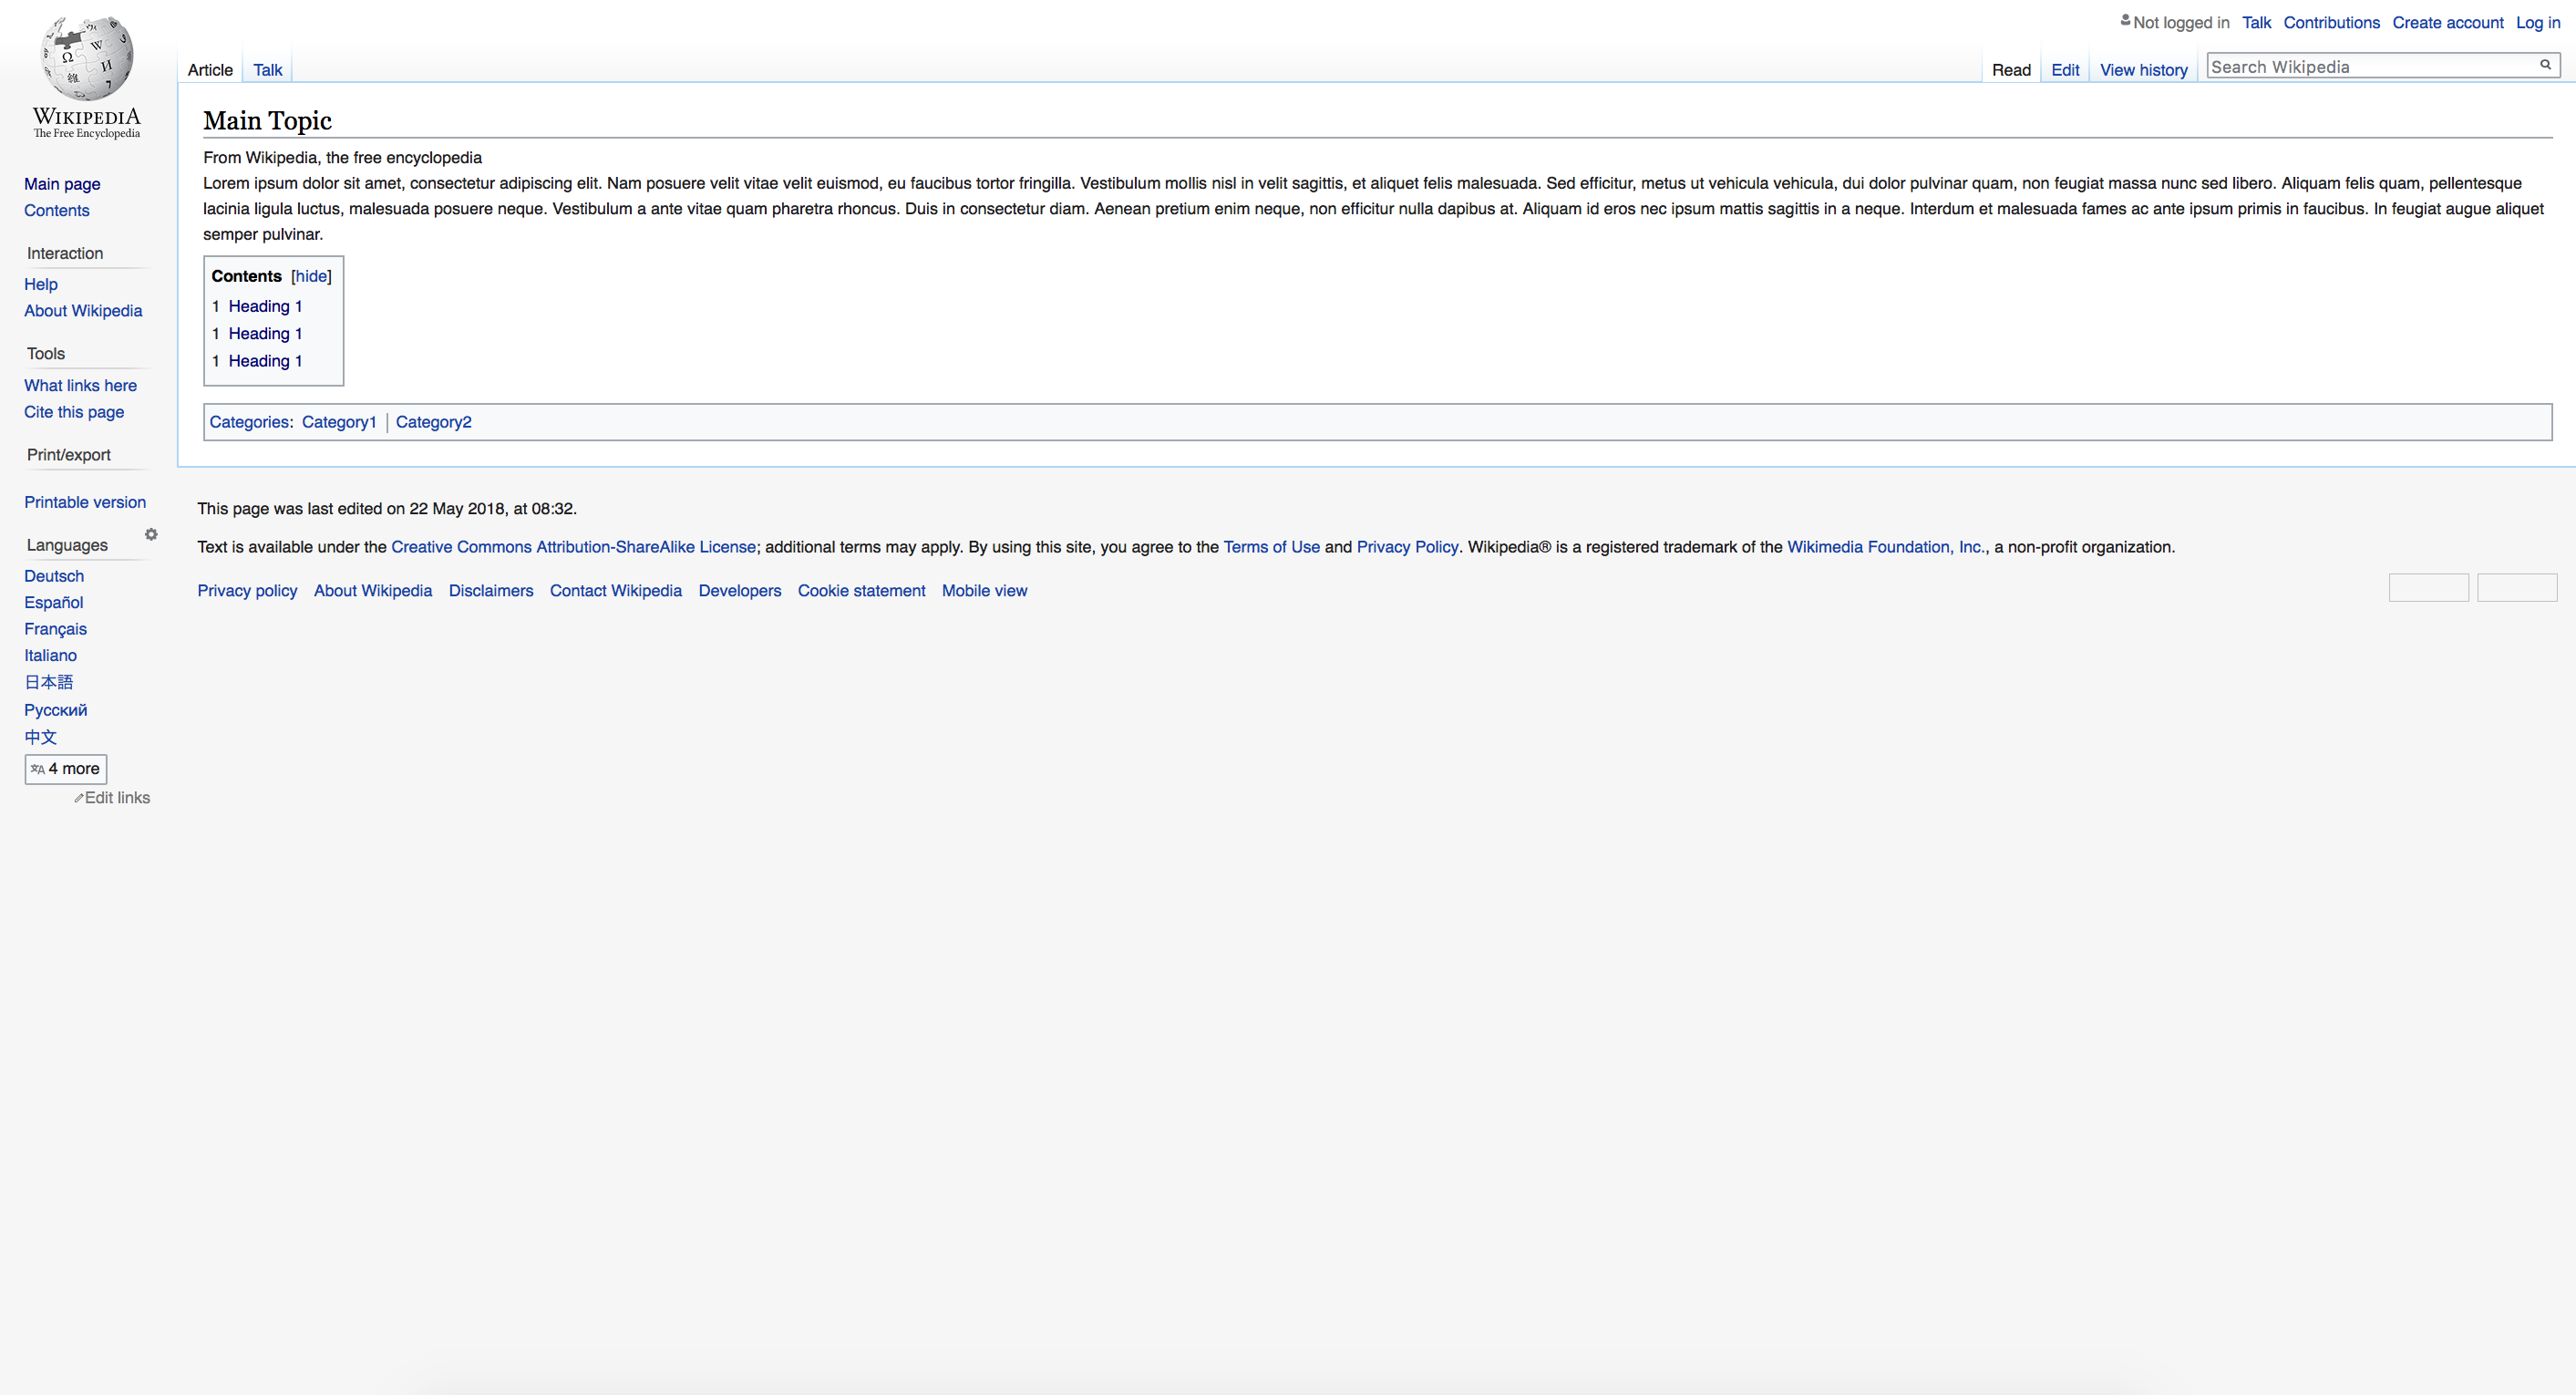 Not logged in Talk Contributions Create account Log in
Article Talk
Read Edit View history Search Wikipedia
WIKIPEDIA
The Free Encyclopedia
Main page
Contents
Interaction
Help
About Wikipedia
Tools
What links here
Cite this page
Print/export
Printable version
Languages
Deutsch
Español
Français
Italiano
日本語
Русский
中文
4 more
Edit links
Main Topic
From Wikipedia, the free encyclopedia
Lorem ipsum dolor sit amet, consectetur adipiscing elit. Nam posuere velit vitae velit euismod, eu faucibus tortor fringilla. Vestibulum mollis nisl in velit sagittis, et aliquet felis malesuada. Sed efficitur, metus ut vehicula vehicula, dui dolor pulvinar quam, non feugiat massa nunc sed libero. Aliquam felis quam, pellentesque
lacinia ligula luctus, malesuada posuere neque. Vestibulum a ante vitae quam pharetra rhoncus. Duis in consectetur diam. Aenean pretium enim neque, non efficitur nulla dapibus at. Aliquam id eros nec ipsum mattis sagittis in a neque. Interdum et malesuada fames ac ante ipsum primis in faucibus. In feugiat augue aliquet
semper pulvinar.
Contents [hide]
1 Heading 1
1 Heading 1
1 Heading 1
Categories: Category1 | Category2
This page was last edited on 22 May 2018, at 08:32.
Text is available under the Creative Commons Attribution-ShareAlike License; additional terms may apply. By using this site, you agree to the Terms of Use and Privacy Policy. Wikipedia® is a registered trademark of the Wikimedia Foundation, Inc., a non-profit organization.
Privacy policy About Wikipedia Disclaimers Contact Wikipedia Developers Cookie statement Mobile view